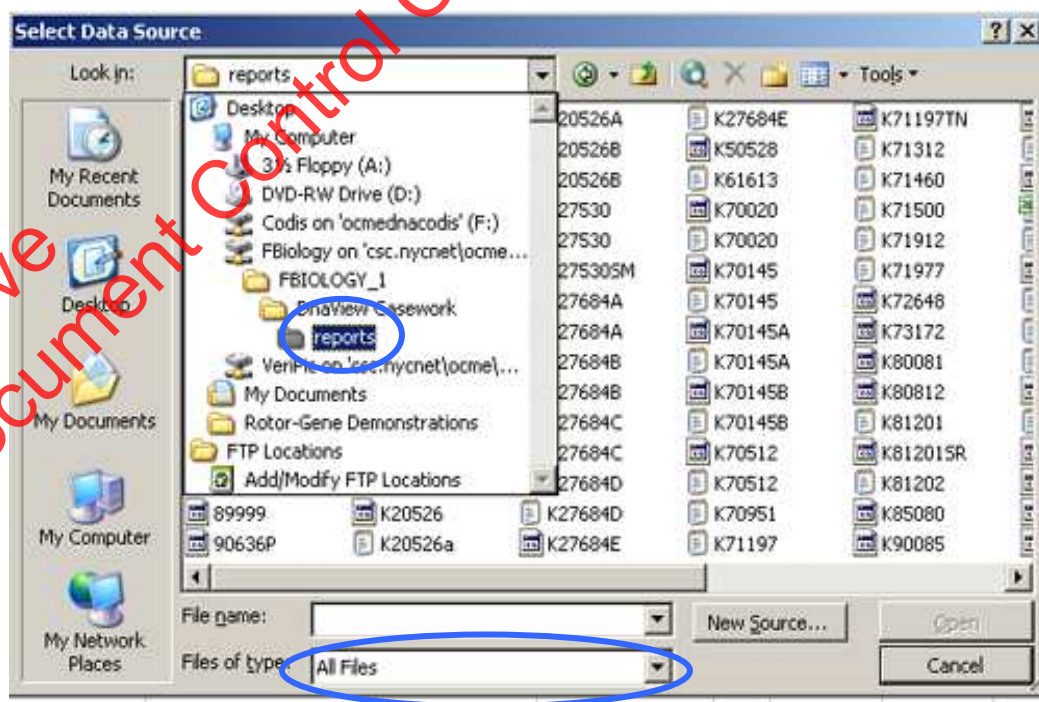 Select Data Source
Look in:
reports
Tools
My Recent
Documents
Desktop
My Documents
My Computer
My Network
Places
Desktop
My Computer
3½ Floppy (A:)
DVD-RW Drive (D:)
Codis on 'ocmednacodis' (F:)
FBiology on 'csc.nycnet\ocme...
FBIOLOGY_1
DnaView Casework
reports
VeriPic on 'csc.nycnet\ocme\...
My Documents
Rotor-Gene Demonstrations
FTP Locations
Add/Modify FTP Locations
89999
90636P
K20526
K20526a
20526A
20526B
20526B
27530
27530
27530SM
27684A
27684A
27684B
27684B
27684C
27684C
27684D
K27684D
K27684E
K27684E
K50528
K61613
K70020
K70020
K70145
K70145
K70145A
K70145A
K70145B
K70145B
K70512
K70512
K70951
K71197
K71197TN
K71312
K71460
K71500
K71912
K71977
K72648
K73172
K80081
K80812
K81201
K81201SR
K81202
K85080
K90085
File name:
New Source...
Open
Files of type:
All Files
Cancel
Document Control